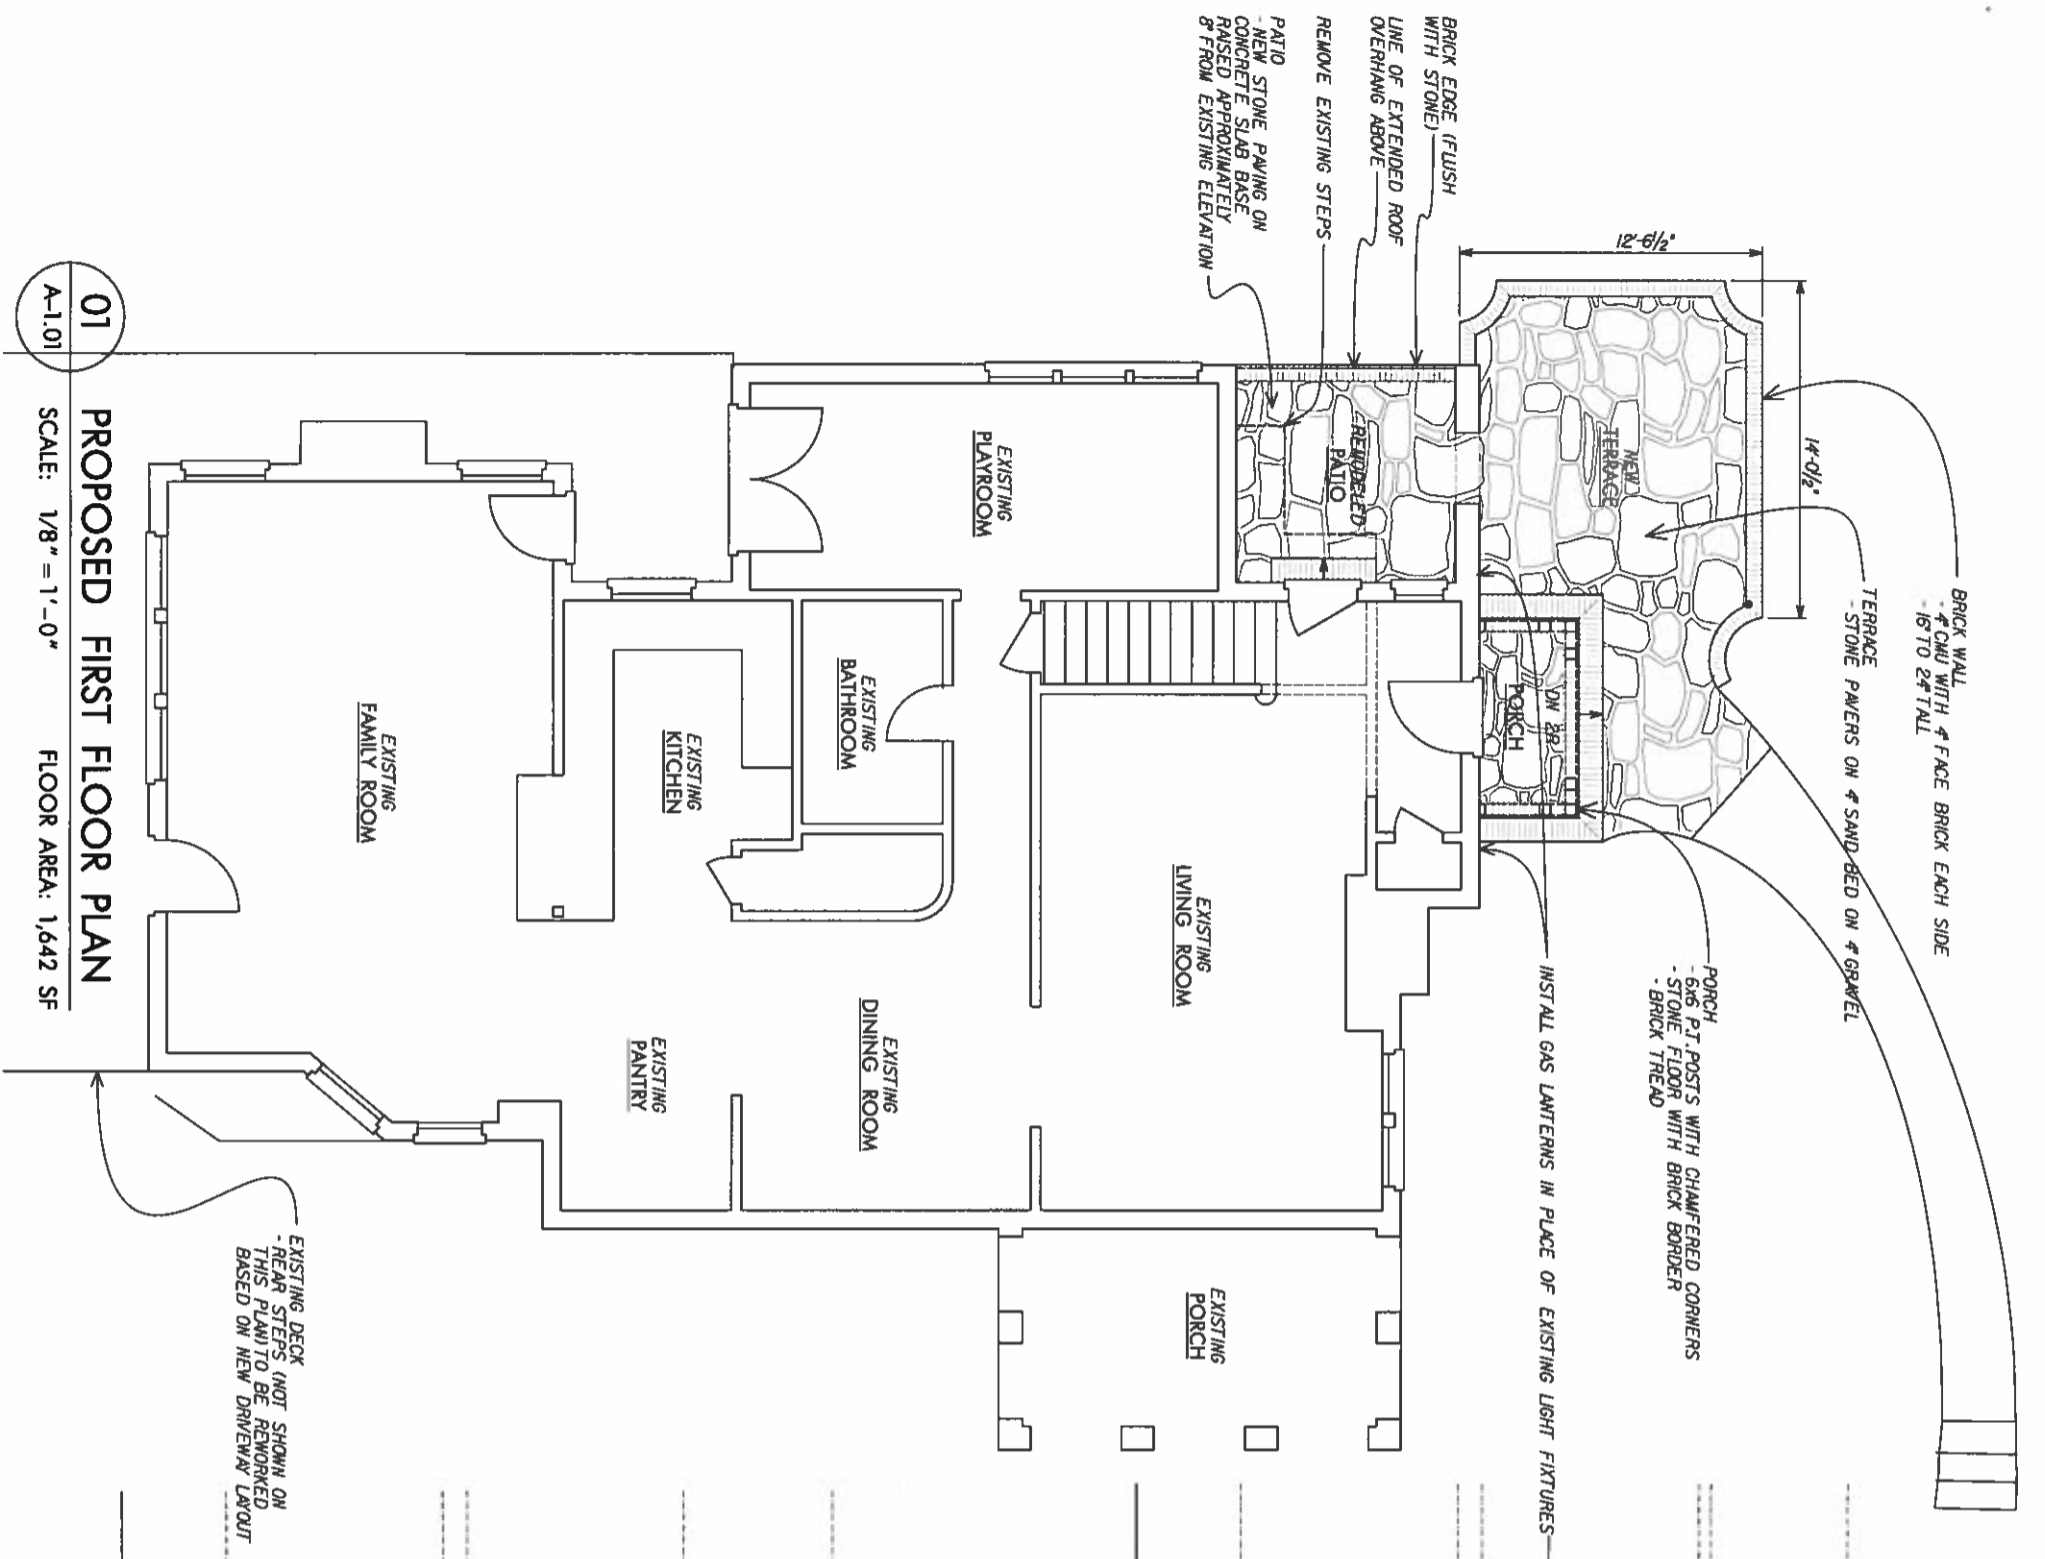 BRICK WALL
- 4" CMU WITH 4" FACE BRICK EACH SIDE
- 16" TO 24" TALL
TERRACE
- STONE PAVERS ON 4" SAND BED ON 4" GRAVEL
PORCH
- 6x6 P.T. POSTS WITH CHAMFERED CORNERS
- STONE FLOOR WITH BRICK BORDER
- BRICK TREAD
INSTALL GAS LANTERNS IN PLACE OF EXISTING LIGHT FIXTURES
14'-0½"
12'-6½"
NEW
TERRACE
DN 2R
PORCH
BRICK EDGE (FLUSH
WITH STONE)
LINE OF EXTENDED ROOF
OVERHANG ABOVE
REMOVE EXISTING STEPS
PATIO
- NEW STONE PAVING ON
CONCRETE SLAB BASE
RAISED APPROXIMATELY
8" FROM EXISTING ELEVATION
REMODELED
PATIO
EXISTING
PLAYROOM
EXISTING
LIVING ROOM
EXISTING
PORCH
EXISTING
BATHROOM
EXISTING
DINING ROOM
EXISTING
KITCHEN
EXISTING
PANTRY
EXISTING
FAMILY ROOM
EXISTING DECK
- REAR STEPS (NOT SHOWN ON
THIS PLAN) TO BE REWORKED
BASED ON NEW DRIVEWAY LAYOUT
01
A-1.01
PROPOSED FIRST FLOOR PLAN
SCALE: 1/8" = 1'-0"
FLOOR AREA: 1,642 SF